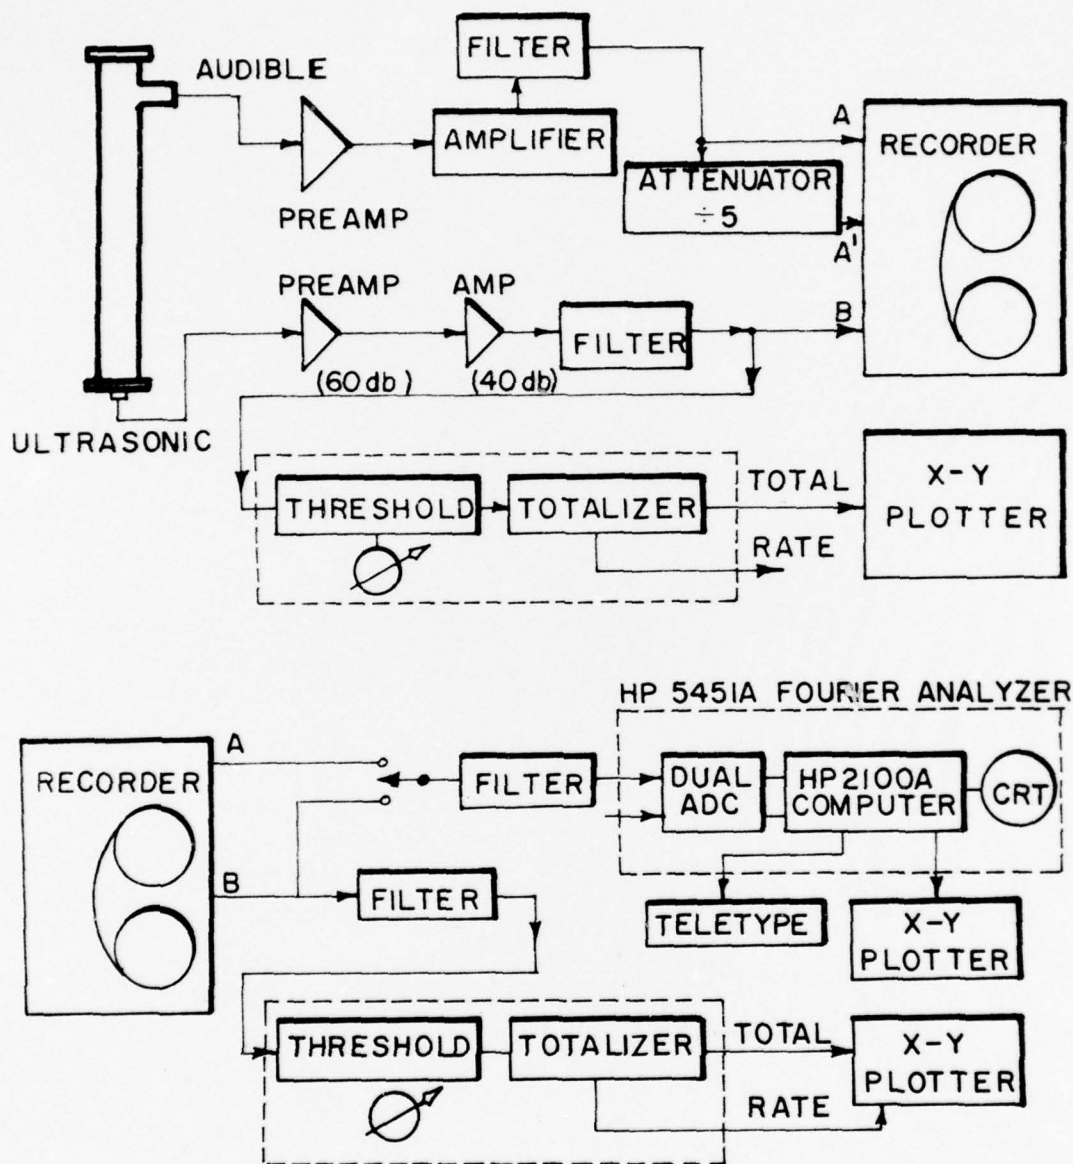 FILTER
AUDIBLE
AMPLIFIER
PREAMP
A
RECORDER
ATTENUATOR
÷5
A'
PREAMP
AMP
B
FILTER
(60db)
(40db)
ULTRASONIC
THRESHOLD
TOTALIZER
TOTAL
RATE
X-Y
PLOTTER
HP 5451A FOURIER ANALYZER
A
RECORDER
B
FILTER
DUAL
ADC
HP2100A
COMPUTER
CRT
FILTER
TELETYPE
X-Y
PLOTTER
THRESHOLD
TOTALIZER
TOTAL
RATE
X-Y
PLOTTER